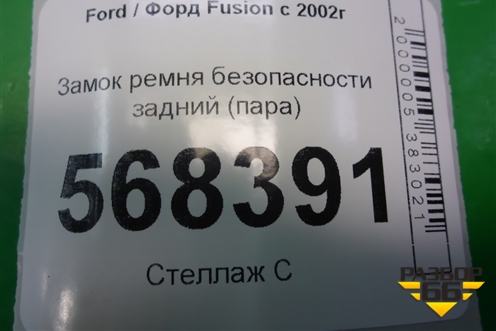 Ford / Форд Fusion с 2002г
Замок ремня безопасности
задний (пара)
568391
Стеллаж С
2000005383021
РАЗБОР
66